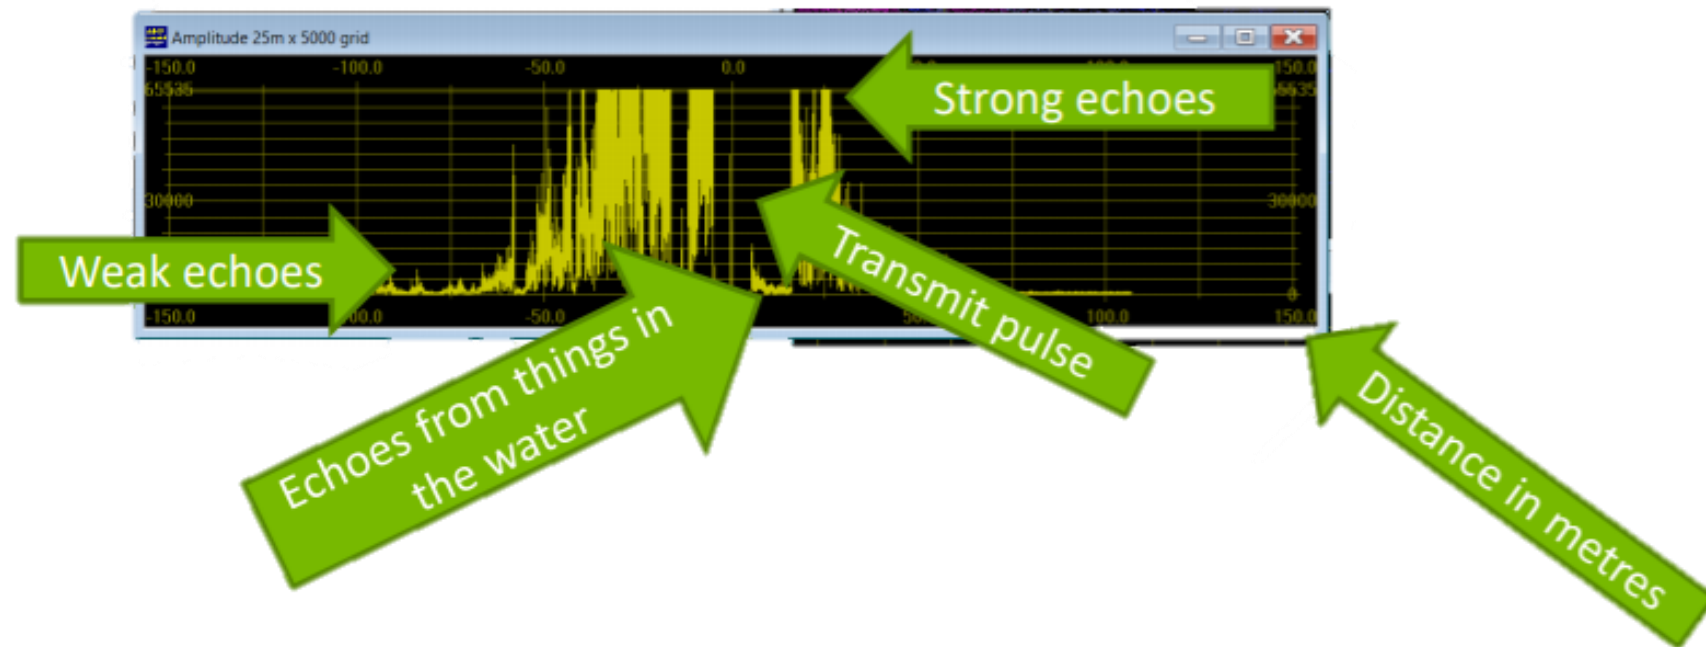 Amplitude 25m x 5000 grid
-150.0 -100.0 -50.0 0.0 150.0
65535
Strong echoes
30000 30000
Weak echoes
Transmit pulse
0
-150.0 -50.0 100.0 150.0
Echoes from things in
the water
Distance in metres